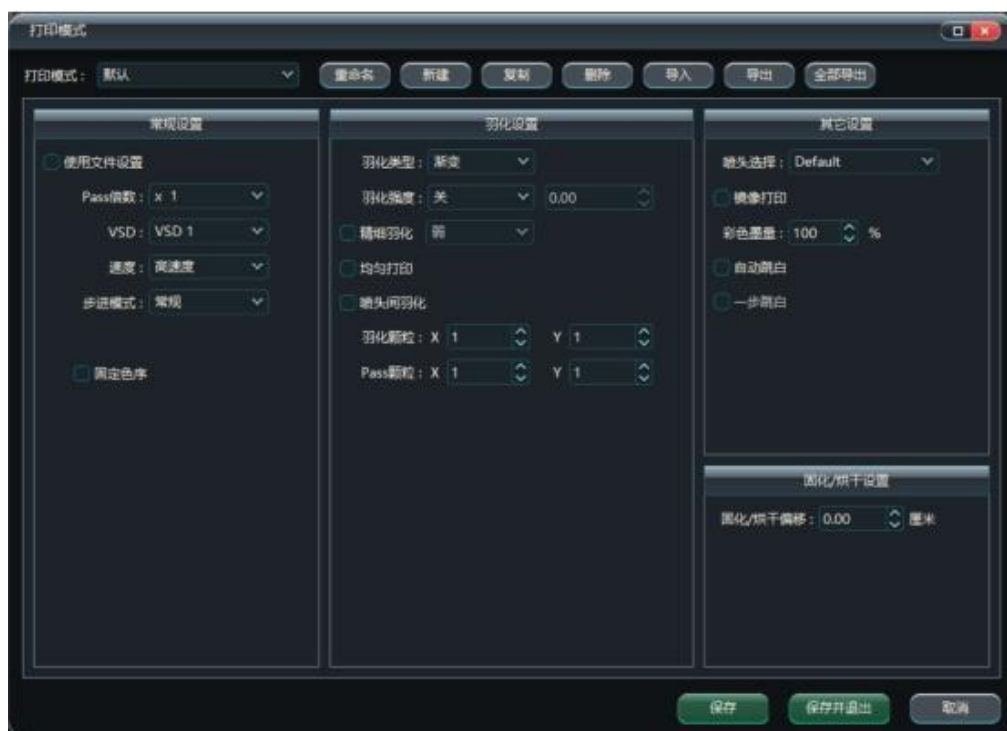 打印模式
打印模式: 默认 重命名 新建 复制 删除 导入 导出 全部导出
常规设置
使用文件设置
Pass倍数: x 1
VSD: VSD 1
速度: 高速度
步进模式: 常规
固定色序
羽化设置
羽化类型: 渐变
羽化强度: 关 0.00
精细羽化 弱
均匀打印
喷头间羽化
羽化颗粒: X 1 Y 1
Pass颗粒: X 1 Y 1
其它设置
喷头选择: Default
镜像打印
彩色墨量: 100 %
自动跳白
一步跳白
固化/烘干设置
固化/烘干偏移: 0.00 厘米
保存 保存并退出 取消